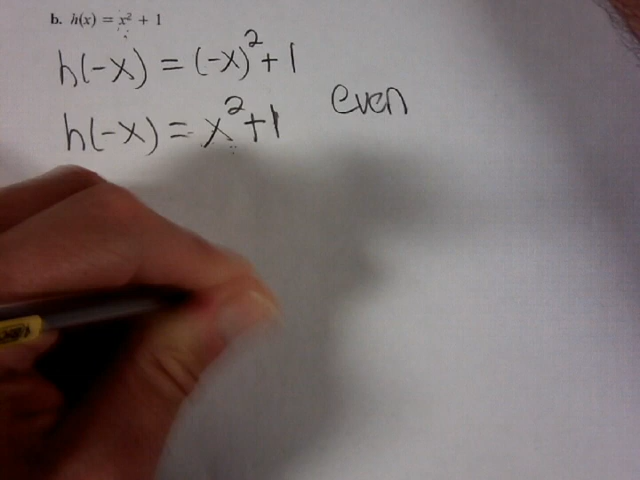 b. h(x) = x² + 1
h(-x) = (-x)² + 1
h(-x) = x² + 1
even